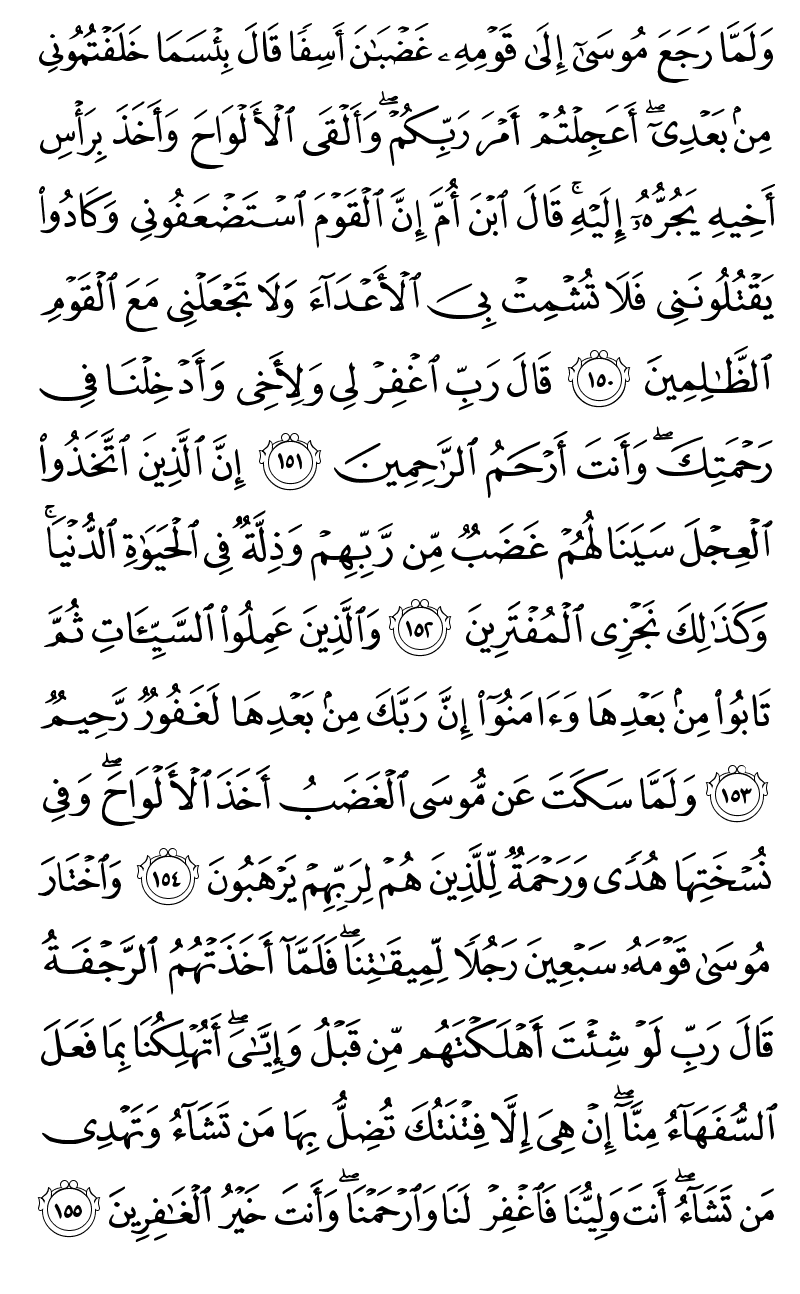 وَلَمَّا رَجَعَ مُوسَىٰٓ إِلَىٰ قَوْمِهِۦ غَضْبَـٰنَ أَسِفًا قَالَ بِئْسَمَا خَلَفْتُمُونِي
مِنۢ بَعْدِيٓۖ أَعَجِلْتُمْ أَمْرَ رَبِّكُمْۖ وَأَلْقَى ٱلْأَلْوَاحَ وَأَخَذَ بِرَأْسِ
أَخِيهِ يَجُرُّهُۥٓ إِلَيْهِۚ قَالَ ٱبْنَ أُمَّ إِنَّ ٱلْقَوْمَ ٱسْتَضْعَفُونِي وَكَادُوا۟
يَقْتُلُونَنِي فَلَا تُشْمِتْ بِيَ ٱلْأَعْدَآءَ وَلَا تَجْعَلْنِي مَعَ ٱلْقَوْمِ
ٱلظَّـٰلِمِينَ ١٥٠ قَالَ رَبِّ ٱغْفِرْ لِي وَلِأَخِي وَأَدْخِلْنَا فِي
رَحْمَتِكَۖ وَأَنتَ أَرْحَمُ ٱلرَّٰحِمِينَ ١٥١ إِنَّ ٱلَّذِينَ ٱتَّخَذُوا۟
ٱلْعِجْلَ سَيَنَالُهُمْ غَضَبٌ مِّن رَّبِّهِمْ وَذِلَّةٌ فِي ٱلْحَيَوٰةِ ٱلدُّنْيَاۚ
وَكَذَٰلِكَ نَجْزِي ٱلْمُفْتَرِينَ ١٥٢ وَٱلَّذِينَ عَمِلُوا۟ ٱلسَّيِّـَٔاتِ ثُمَّ
تَابُوا۟ مِنۢ بَعْدِهَا وَءَامَنُوٓا۟ إِنَّ رَبَّكَ مِنۢ بَعْدِهَا لَغَفُورٌ رَّحِيمٌ
١٥٣ وَلَمَّا سَكَتَ عَن مُّوسَى ٱلْغَضَبُ أَخَذَ ٱلْأَلْوَاحَۖ وَفِي
نُسْخَتِهَا هُدًى وَرَحْمَةٌ لِّلَّذِينَ هُمْ لِرَبِّهِمْ يَرْهَبُونَ ١٥٤ وَٱخْتَارَ
مُوسَىٰ قَوْمَهُۥ سَبْعِينَ رَجُلًا لِّمِيقَـٰتِنَاۖ فَلَمَّآ أَخَذَتْهُمُ ٱلرَّجْفَةُ
قَالَ رَبِّ لَوْ شِئْتَ أَهْلَكْتَهُم مِّن قَبْلُ وَإِيَّـٰيَۖ أَتُهْلِكُنَا بِمَا فَعَلَ
ٱلسُّفَهَآءُ مِنَّآۖ إِنْ هِيَ إِلَّا فِتْنَتُكَ تُضِلُّ بِهَا مَن تَشَآءُ وَتَهْدِي
مَن تَشَآءُۖ أَنتَ وَلِيُّنَا فَٱغْفِرْ لَنَا وَٱرْحَمْنَاۖ وَأَنتَ خَيْرُ ٱلْغَـٰفِرِينَ ١٥٥